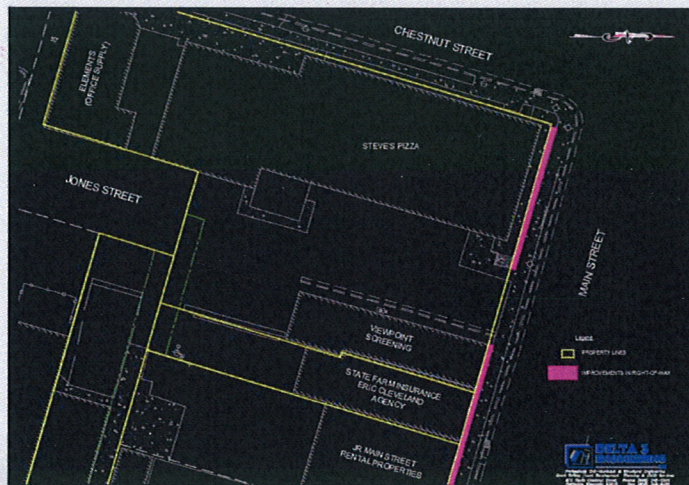 CHESTNUT STREET
ELEMENTS
(OFFICE SUPPLY)
STEVE'S PIZZA
JONES STREET
MAIN STREET
VIEWPOINT
SCREENING
STATE FARM INSURANCE
ERIC CLEVELAND
AGENCY
JR MAIN STREET
RENTAL PROPERTIES
PROPERTY LINES
IMPROVEMENTS IN RIGHT-OF-WAY
DELTA 3
ENGINEERING